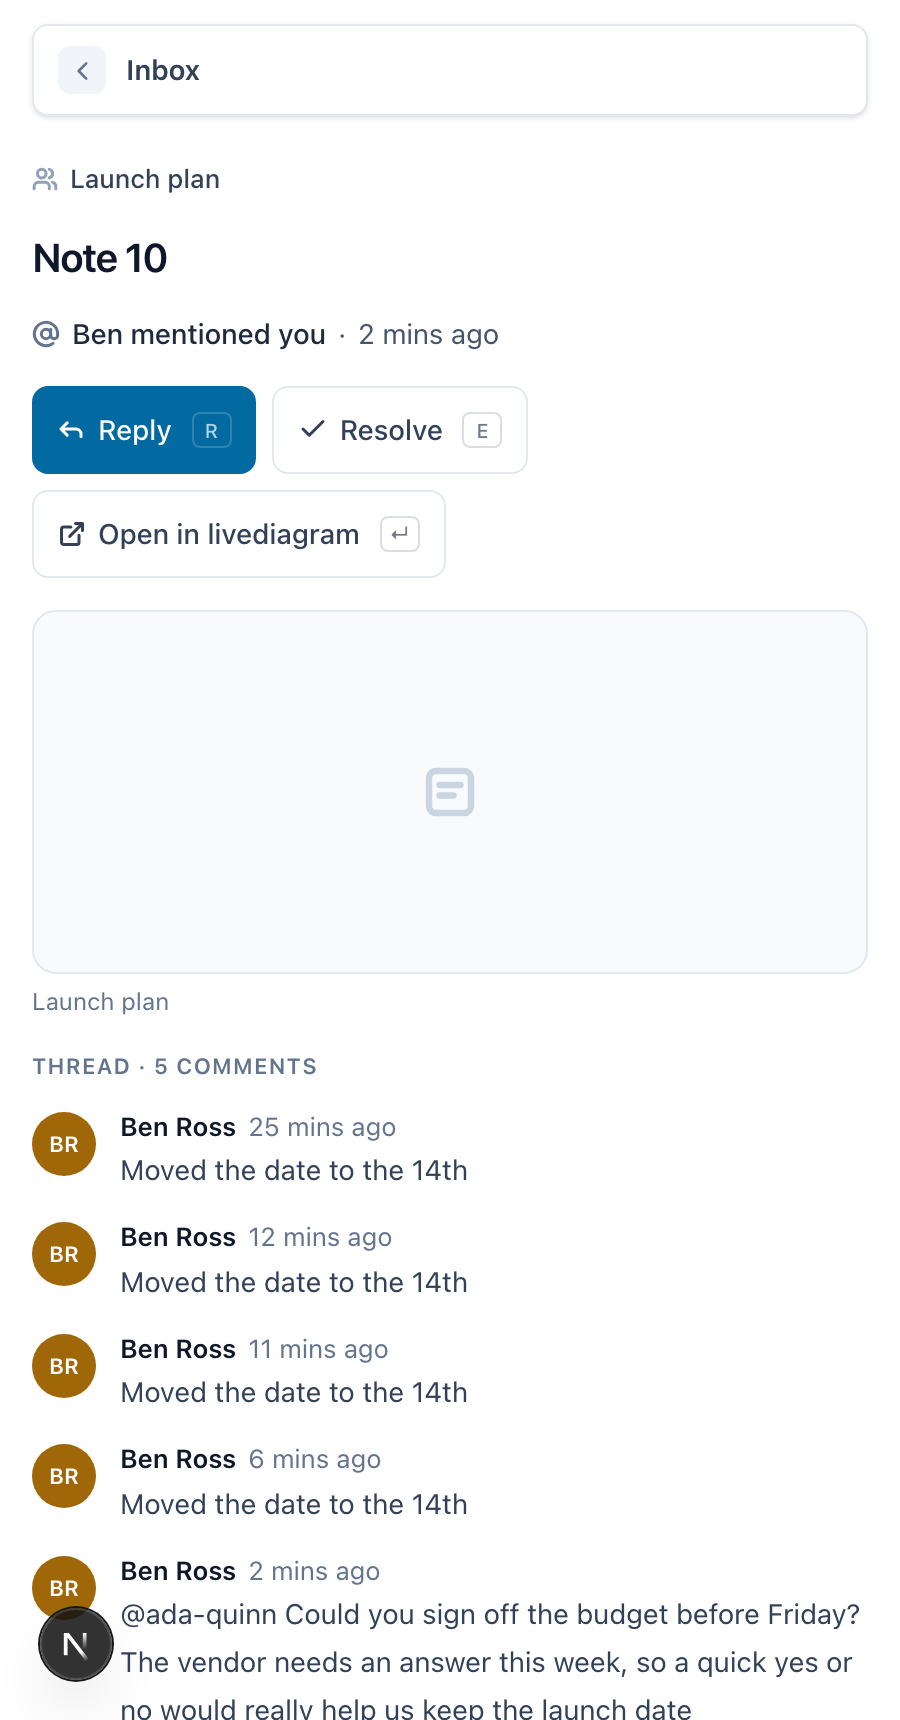 Inbox
Launch plan
Note 10
Ben mentioned you · 2 mins ago
Reply R
Resolve E
Open in livediagram
Launch plan
THREAD · 5 COMMENTS
BR
Ben Ross 25 mins ago
Moved the date to the 14th
BR
Ben Ross 12 mins ago
Moved the date to the 14th
BR
Ben Ross 11 mins ago
Moved the date to the 14th
BR
Ben Ross 6 mins ago
Moved the date to the 14th
BR
Ben Ross 2 mins ago
@ada-quinn Could you sign off the budget before Friday?
N
The vendor needs an answer this week, so a quick yes or
no would really help us keep the launch date